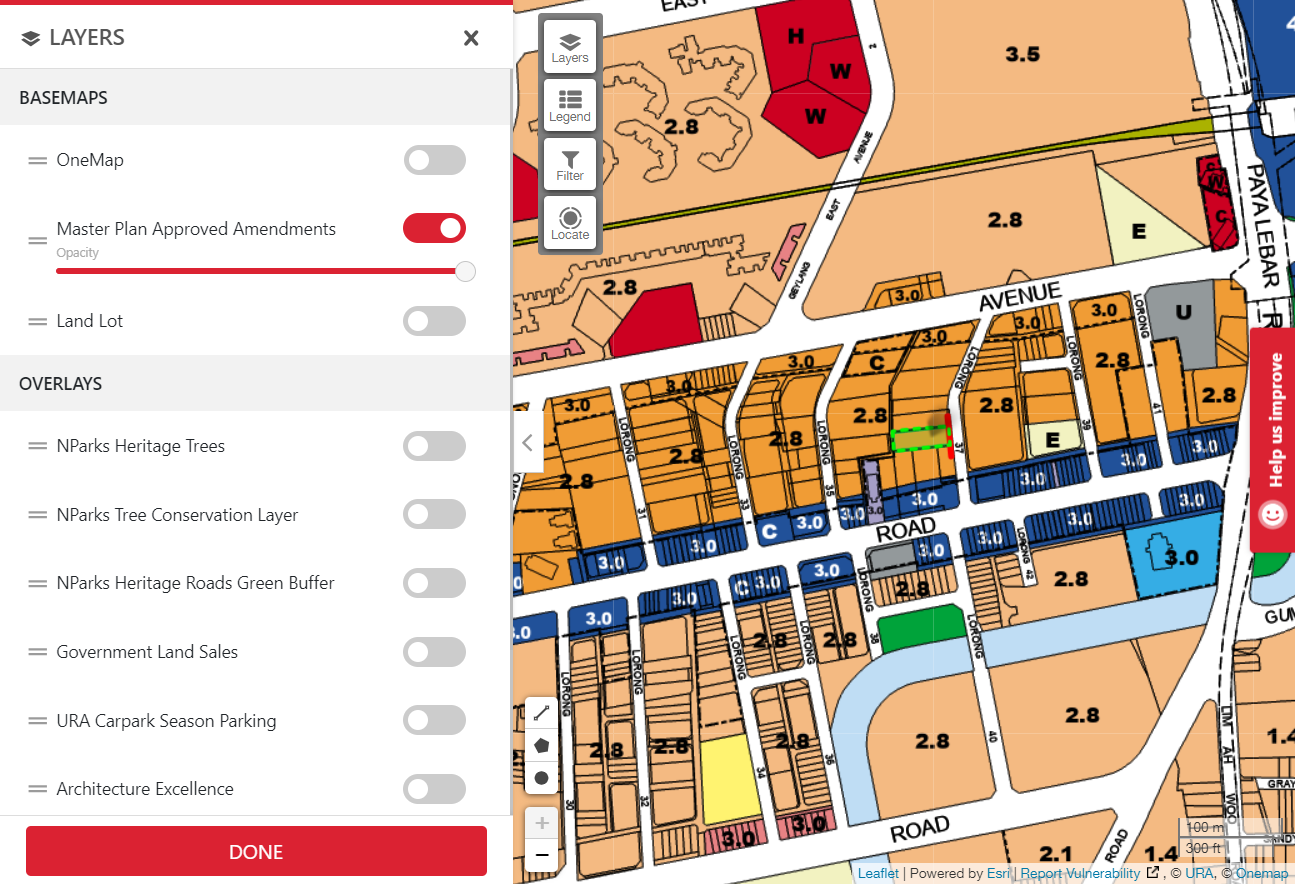 LAYERS
BASEMAPS
OneMap
Master Plan Approved Amendments
Opacity
Land Lot
OVERLAYS
NParks Heritage Trees
NParks Tree Conservation Layer
NParks Heritage Roads Green Buffer
Government Land Sales
URA Carpark Season Parking
Architecture Excellence
DONE
Layers
Legend
Filter
Locate
EAST
H
W
W
2
3.5
4
2.8
AVENUE
EAST
GEYLANG
C
W
C
PAYA LEBAR
2.8
E
2.8
AVENUE
3.0
3.0
3.0
3.0
3.0
3.0
3.0
U
C
LORONG
LORONG
LORONG
2.8
2.8
2.8
2.8
2.8
2.8
2.8
E
LORONG
LORONG
LORONG
31
33
35
37
39
41
Help us improve
3.0
3.0
3.0
3.0
3.0
3.0
C
3.0
3.0
3.0
ROAD
3.0
3.0
3.0
3.0
LORONG 42
2.8
3.0
3.0
C 3.0
3.0
3.0
.0
0
2.8
LORONG
38
2.8
2.8
LORONG
LORONG
LORONG
LORONG
LORONG
GUM
2.8
2.8
2.8
2.8
2.8
30
32
34
36
40
3.0
3.0
ROAD
2.1
ROAD
1.4
1.4
LIM
AH
WOO
GRAY
SANDY
100 m
300 ft
+
−
Leaflet | Powered by Esri | Report Vulnerability , © URA, © Onemap